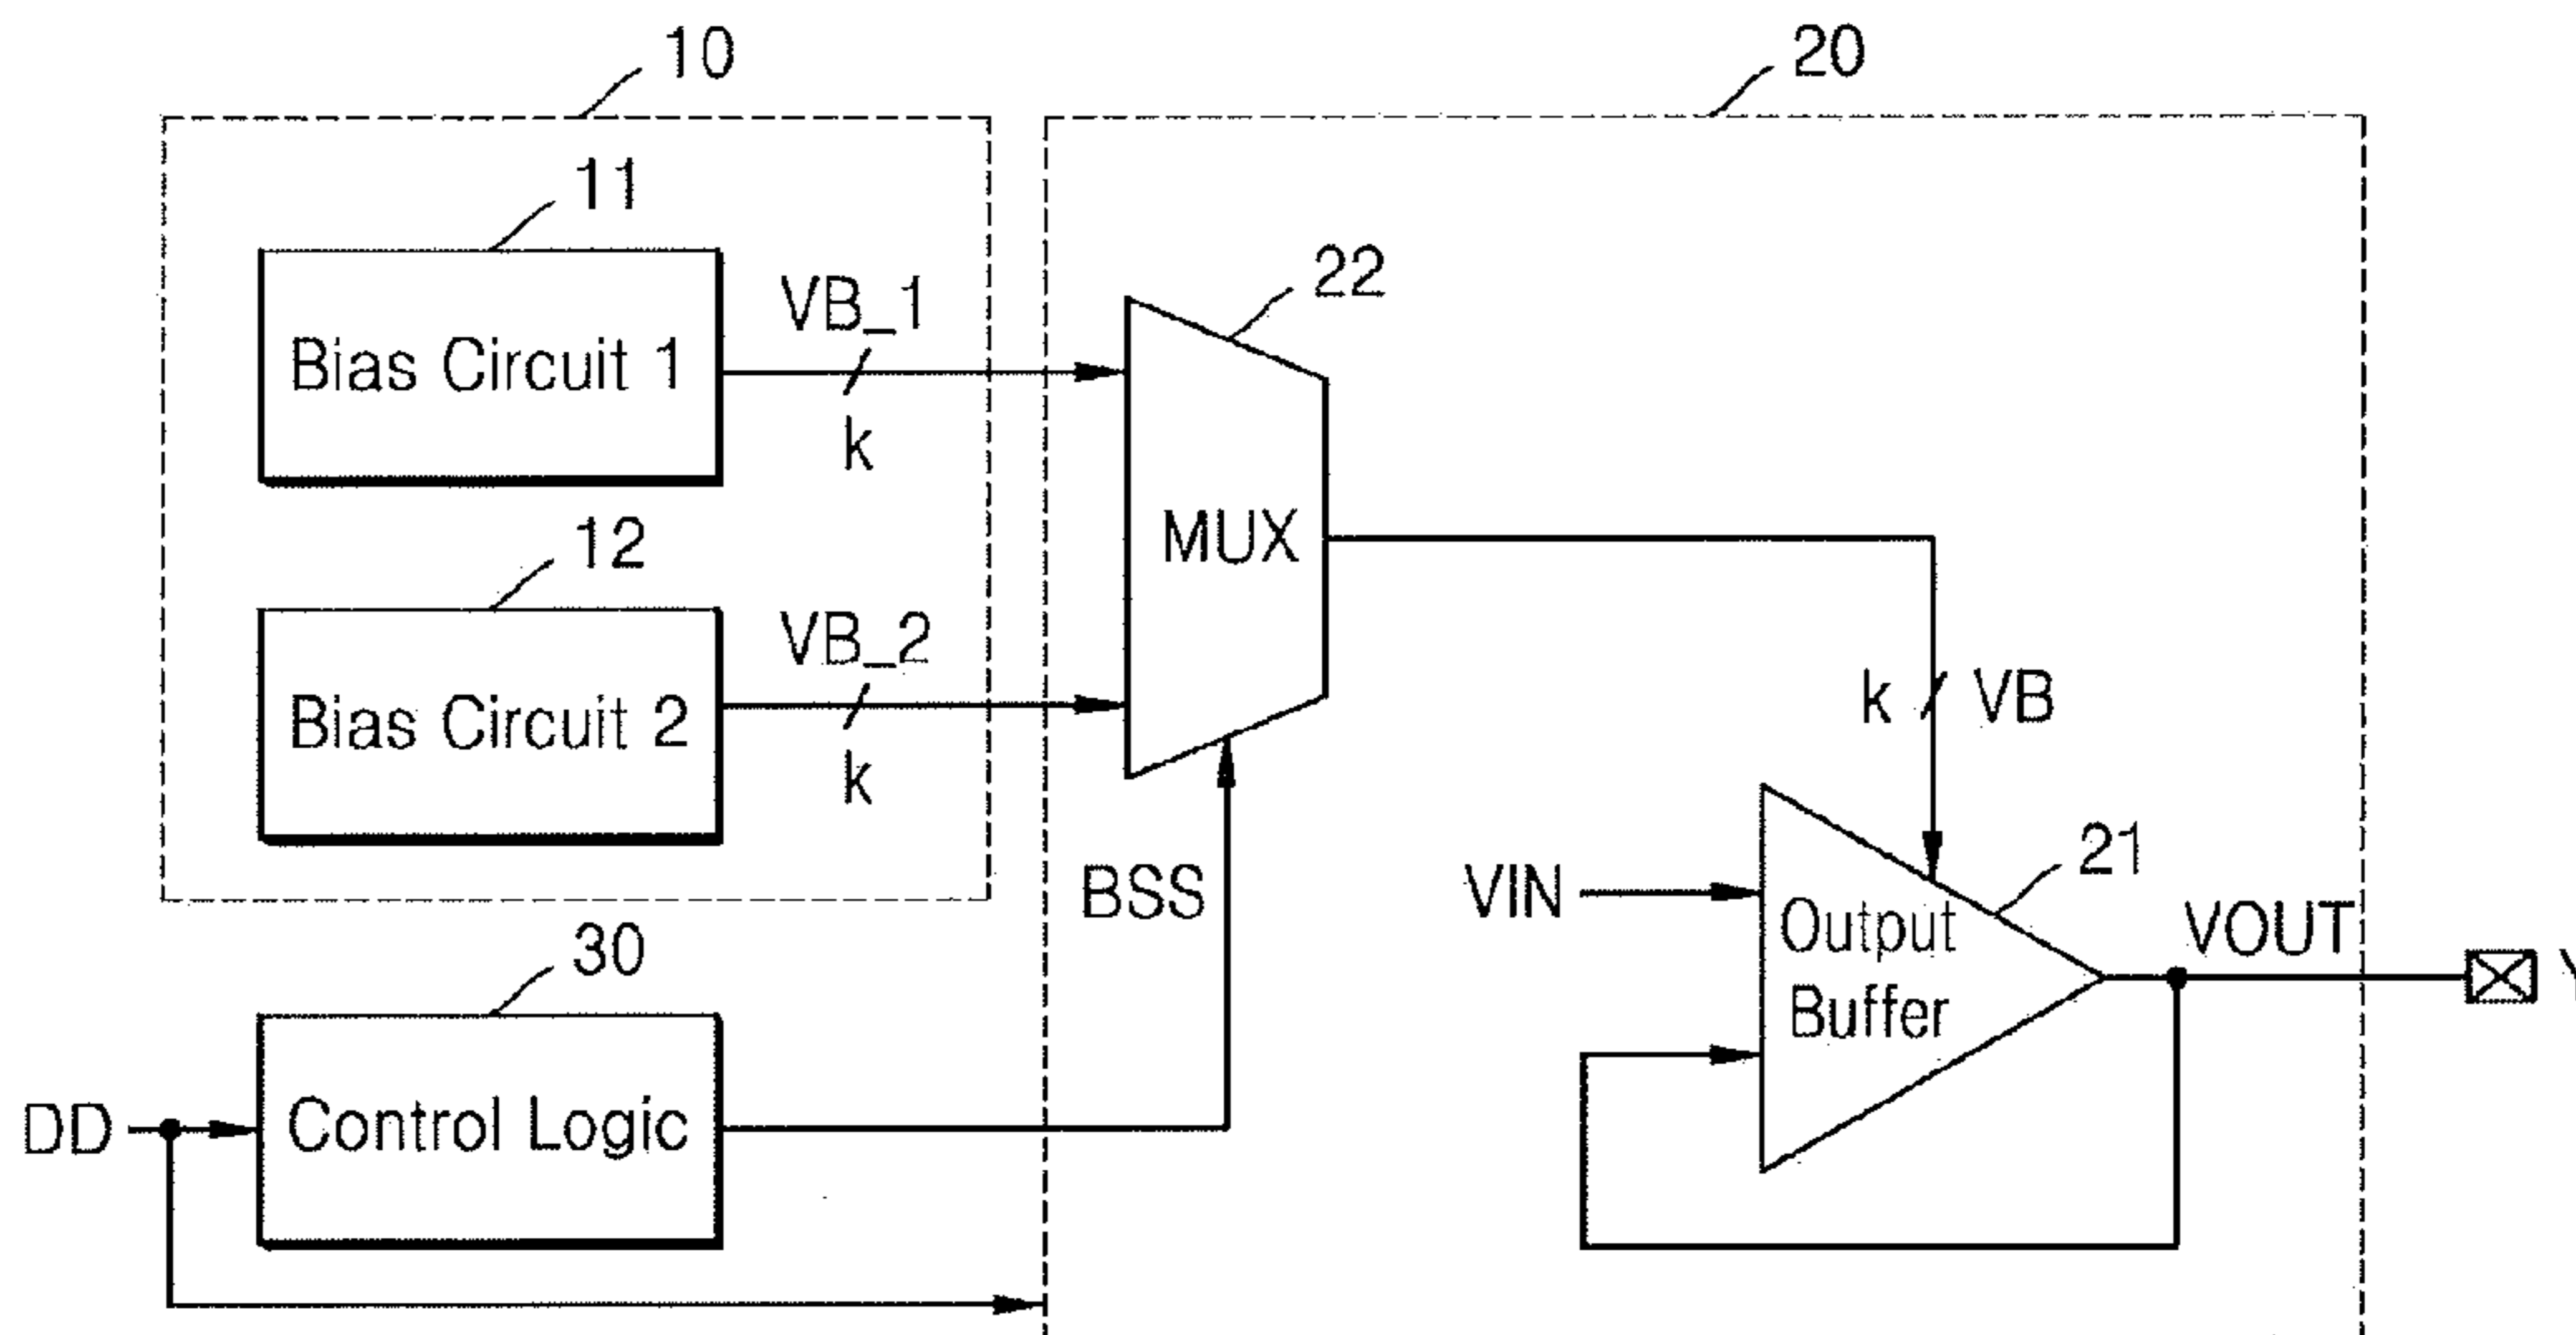 10
20
11
Bias Circuit 1
VB_1
k
22
MUX
12
Bias Circuit 2
VB_2
k
k
VB
BSS
VIN
Output
Buffer
21
VOUT
30
DD
Control Logic